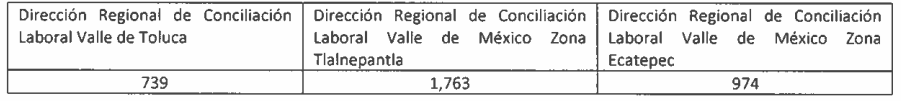 Dirección Regional de Conciliación
Laboral Valle de Toluca
Dirección Regional de Conciliación
Laboral Valle de México Zona
Tlalnepantla
Dirección Regional de Conciliación
Laboral Valle de México Zona
Ecatepec
739
1,763
974